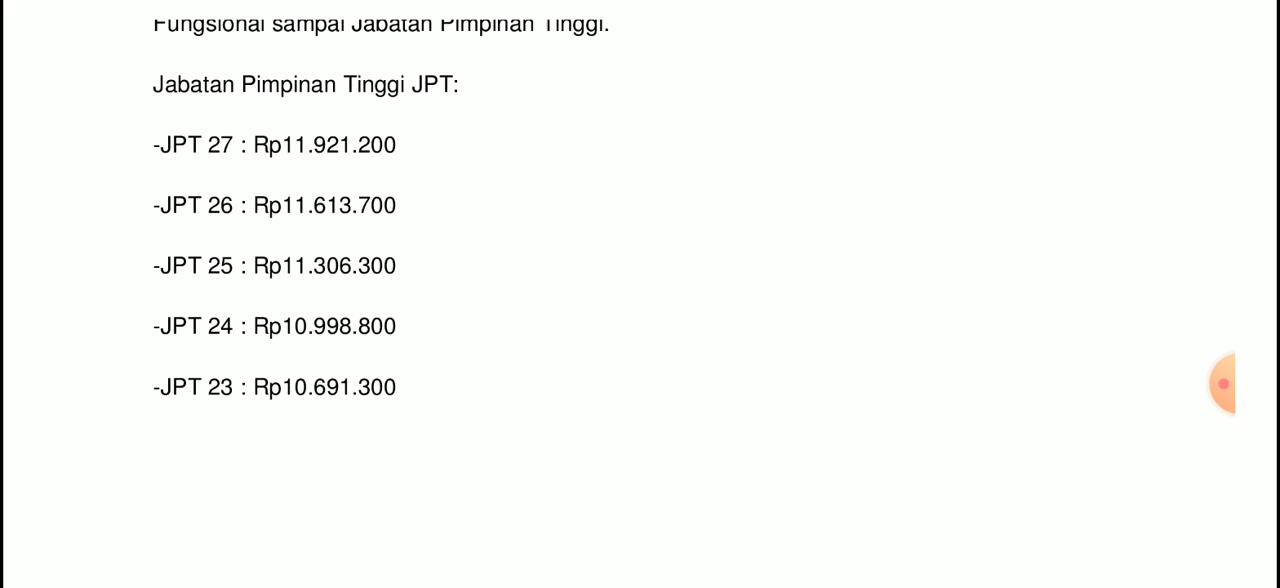 Fungsional sampai Jabatan Pimpinan Tinggi.
Jabatan Pimpinan Tinggi JPT:
-JPT 27 : Rp11.921.200
-JPT 26 : Rp11.613.700
-JPT 25 : Rp11.306.300
-JPT 24 : Rp10.998.800
-JPT 23 : Rp10.691.300